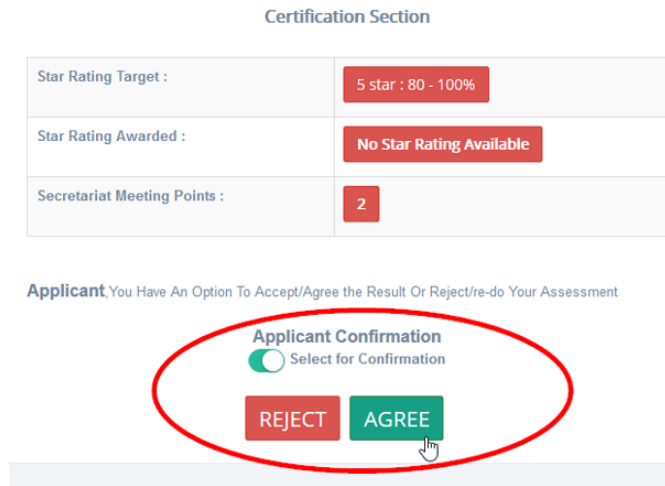 Certification Section
Star Rating Target :
5 star : 80 - 100%
Star Rating Awarded :
No Star Rating Available
Secretariat Meeting Points :
2
Applicant,You Have An Option To Accept/Agree the Result Or Reject/re-do Your Assessment
Applicant Confirmation
Select for Confirmation
REJECT AGREE